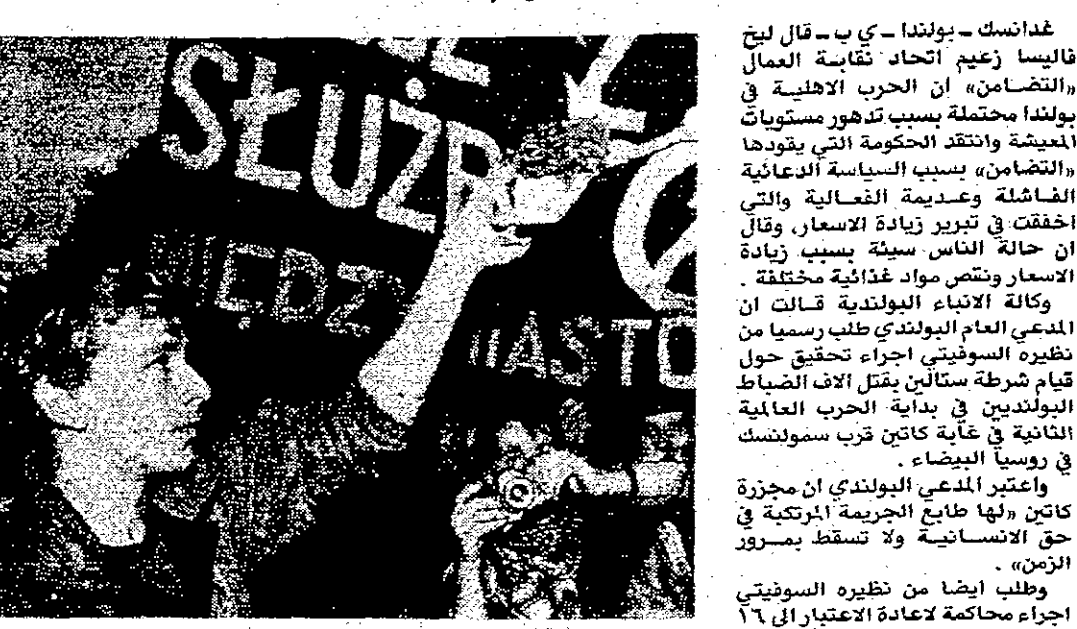 غدانسك ـ بولندا ـ ي ب ـ قال ليخ
فاليسا زعيم اتحاد نقابة العمال
«التضامن» ان الحرب الاهلية في
بولندا محتملة بسبب تدهور مستويات
المعيشة وانتقد الحكومة التي يقودها
«التضامن» بسبب السياسة الدعائية
الفاشلة وعديمة الفعالية والتي
اخفقت في تبرير زيادة الاسعار، وقال
ان حالة الناس سيئة بسبب زيادة
الاسعار ونقص مواد غذائية مختلفة .
وكالة الانباء البولندية قالت ان
المدعي العام البولندي طلب رسميا من
نظيره السوفيتي اجراء تحقيق حول
قيام شرطة ستالين بقتل الاف الضباط
البولنديين في بداية الحرب العالمية
الثانية في غابة كاتين قرب سمولنسك
في روسيا البيضاء .
واعتبر المدعي البولندي ان مجزرة
كاتين «لها طابع الجريمة المرتكبة في
حق الانسانية ولا تسقط بمرور
الزمن» .
وطلب ايضا من نظيره السوفيتي
اجراء محاكمة لاعادة الاعتبار الى ١٦
SŁUŻB
IĘDZ
IASTO